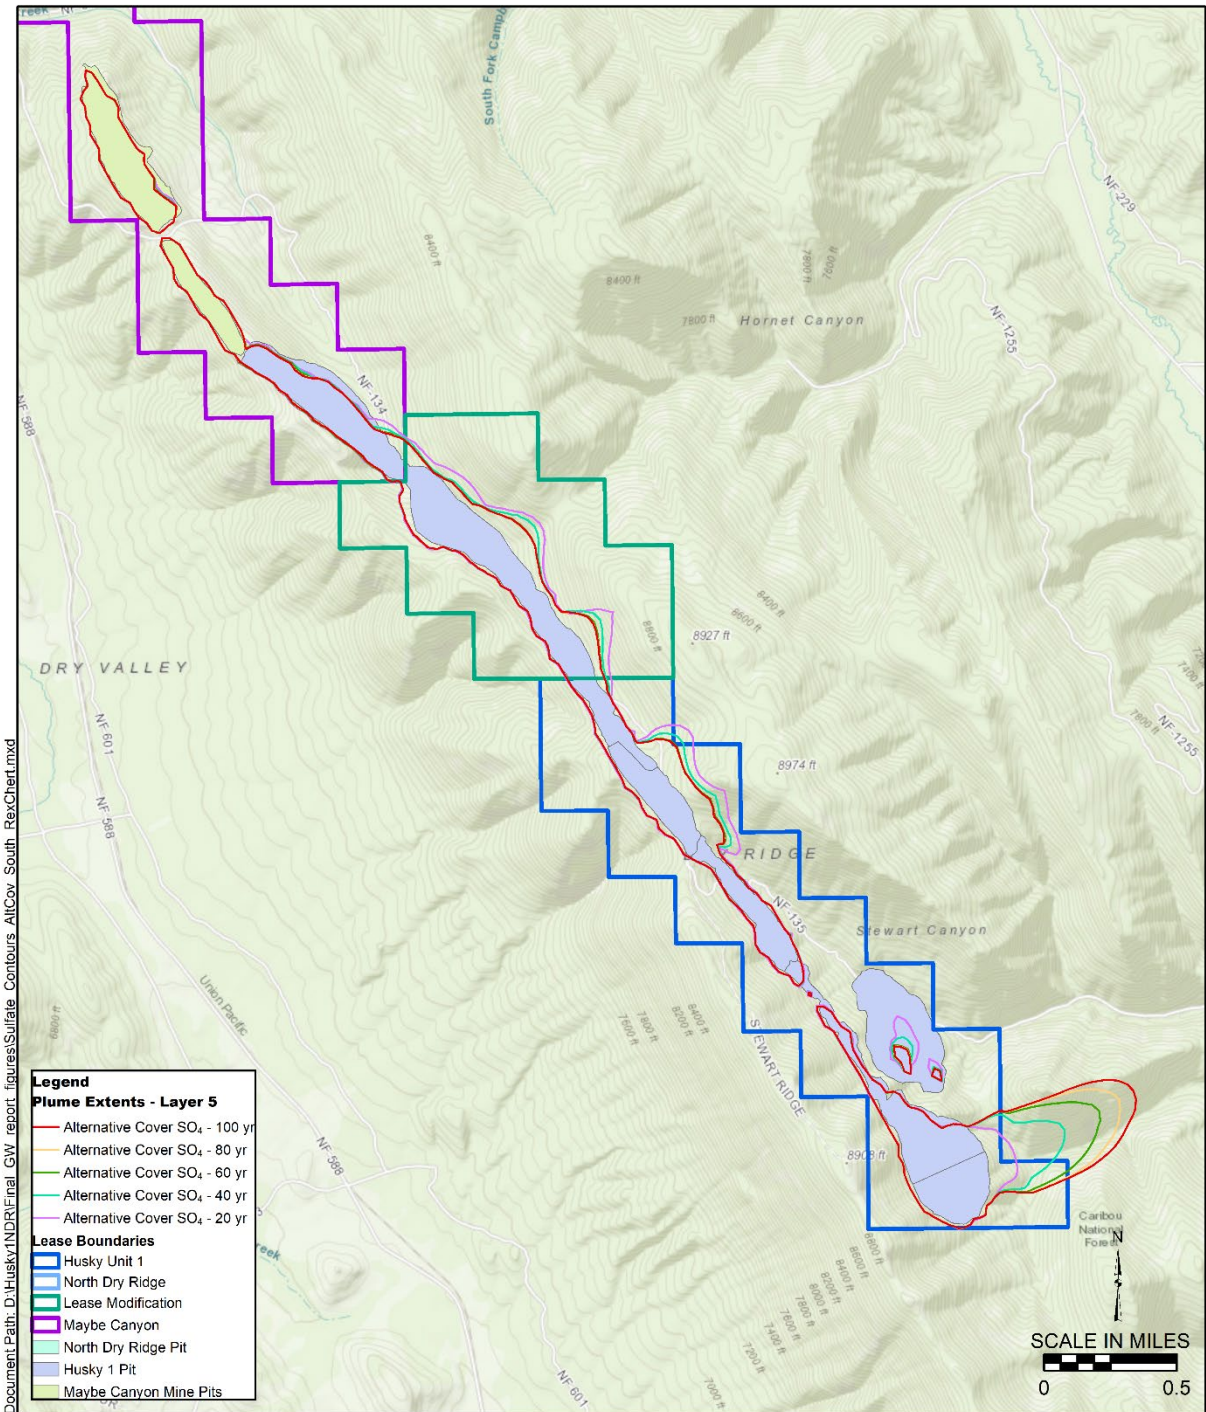 South Fork Campg
NF-229
8400 ft
8400 ft
7800 ft
7600 ft
7800 ft
Hornet Canyon
NF-1255
NF-134
NF-588
8400 ft
8600 ft
8800 ft
8927 ft
DRY VALLEY
NF-601
NF-588
7400 ft
7800 ft
NF-1255
8974 ft
RIDGE
NF-135
Stewart Canyon
Union Pacific
6800 ft
8400 ft
8200 ft
7800 ft
7600 ft
STEWART RIDGE
8908 ft
NF-588
Caribou
National
Forest
N
8800 ft
8600 ft
8400 ft
8200 ft
8000 ft
7800 ft
7600 ft
7400 ft
7200 ft
7000 ft
NF-601
Legend
Plume Extents - Layer 5
Alternative Cover SO₄ - 100 yr
Alternative Cover SO₄ - 80 yr
Alternative Cover SO₄ - 60 yr
Alternative Cover SO₄ - 40 yr
Alternative Cover SO₄ - 20 yr
Lease Boundaries
Husky Unit 1
North Dry Ridge
Lease Modification
Maybe Canyon
North Dry Ridge Pit
Husky 1 Pit
Maybe Canyon Mine Pits
SCALE IN MILES
0 0.5
Document Path: D:\Husky1NDR\Final_GW_report_figures\Sulfate_Contours_AltCov_South_RexChert.mxd